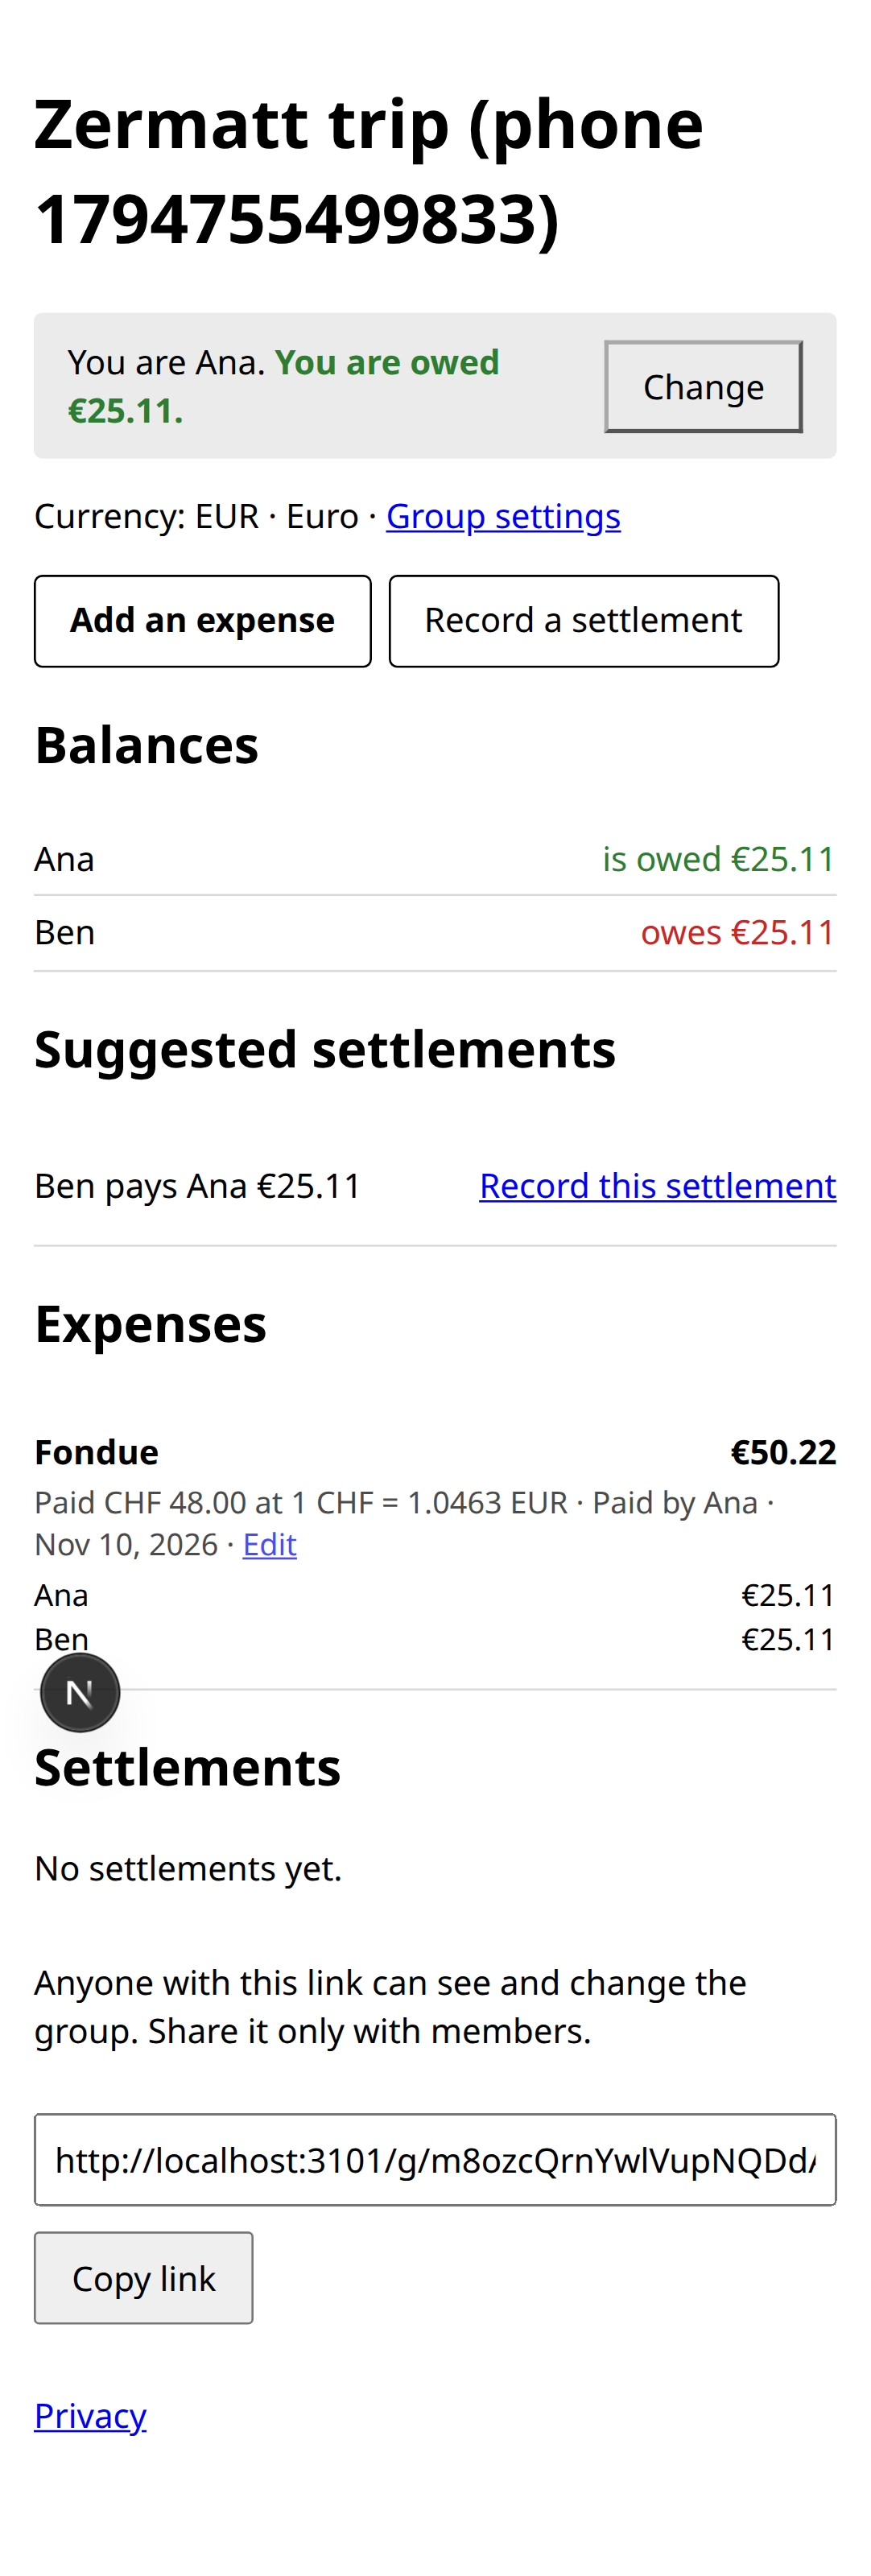 Zermatt trip (phone
1794755499833)
You are Ana. You are owed
€25.11.
Change
Currency: EUR · Euro · Group settings
Add an expense
Record a settlement
Balances
Ana is owed €25.11
Ben owes €25.11
Suggested settlements
Ben pays Ana €25.11 Record this settlement
Expenses
Fondue €50.22
Paid CHF 48.00 at 1 CHF = 1.0463 EUR · Paid by Ana ·
Nov 10, 2026 · Edit
Ana €25.11
Ben €25.11
N
Settlements
No settlements yet.
Anyone with this link can see and change the
group. Share it only with members.
http://localhost:3101/g/m8ozcQrnYwlVupNQDd
Copy link
Privacy